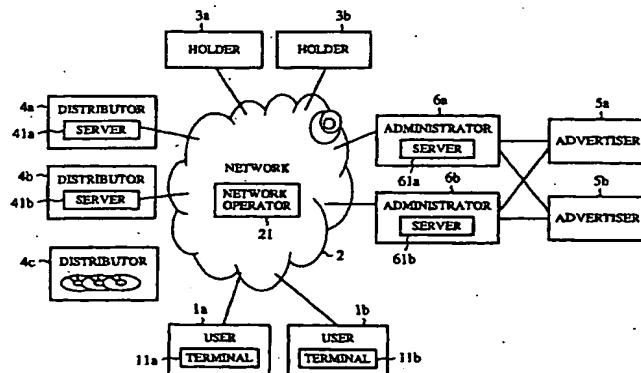 3a
3b
HOLDER
HOLDER
4a
DISTRIBUTOR
41a
SERVER
6a
5a
ADMINISTRATOR
SERVER
61a
ADVERTISER
4b
DISTRIBUTOR
41b
SERVER
NETWORK
NETWORK
OPERATOR
21
6b
5b
ADMINISTRATOR
SERVER
61b
ADVERTISER
4c
DISTRIBUTOR
2
1a
1b
USER
USER
11a
TERMINAL
TERMINAL
11b